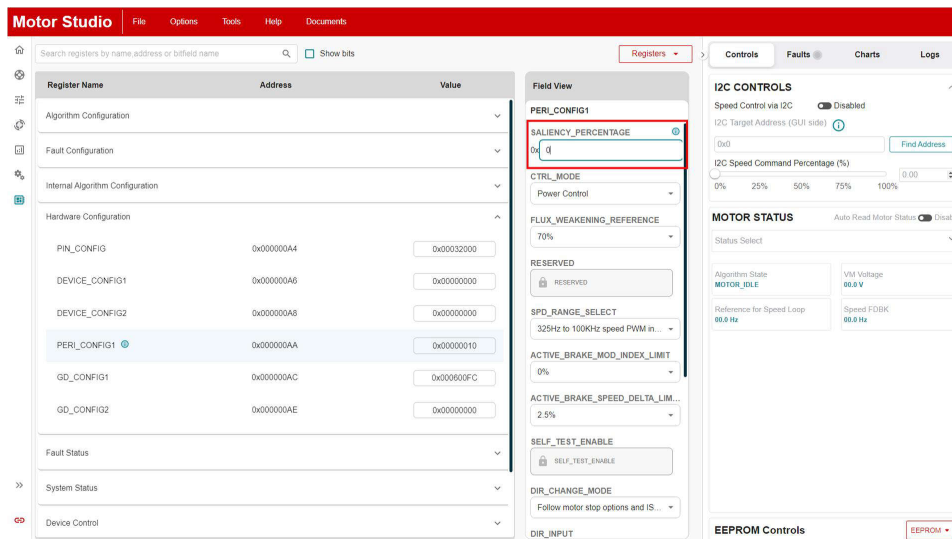 Motor Studio File Options Tools Help Documents
Search registers by name,address or bitfield name Show bits Registers
Controls Faults Charts Logs
Register Name Address Value
Algorithm Configuration
Fault Configuration
Internal Algorithm Configuration
Hardware Configuration
PIN_CONFIG 0x000000A4 0x00032000
DEVICE_CONFIG1 0x000000A6 0x00000000
DEVICE_CONFIG2 0x000000A8 0x00000000
PERI_CONFIG1 0x000000AA 0x00000010
GD_CONFIG1 0x000000AC 0x000600FC
GD_CONFIG2 0x000000AE 0x00000000
Fault Status
System Status
Device Control
Field View
PERI_CONFIG1
SALIENCY_PERCENTAGE
0x 0
CTRL_MODE
Power Control
FLUX_WEAKENING_REFERENCE
70%
RESERVED
RESERVED
SPD_RANGE_SELECT
325Hz to 100KHz speed PWM in...
ACTIVE_BRAKE_MOD_INDEX_LIMIT
0%
ACTIVE_BRAKE_SPEED_DELTA_LIM...
2.5%
SELF_TEST_ENABLE
SELF_TEST_ENABLE
DIR_CHANGE_MODE
Follow motor stop options and IS...
DIR_INPUT
I2C CONTROLS
Speed Control via I2C Disabled
I2C Target Address (GUI side)
0x0 Find Address
I2C Speed Command Percentage (%)
0.00
0% 25% 50% 75% 100%
MOTOR STATUS Auto Read Motor Status Disab
Status Select
Algorithm State
MOTOR_IDLE
VM Voltage
00.0 V
Reference for Speed Loop
00.0 Hz
Speed FDBK
00.0 Hz
EEPROM Controls EEPROM